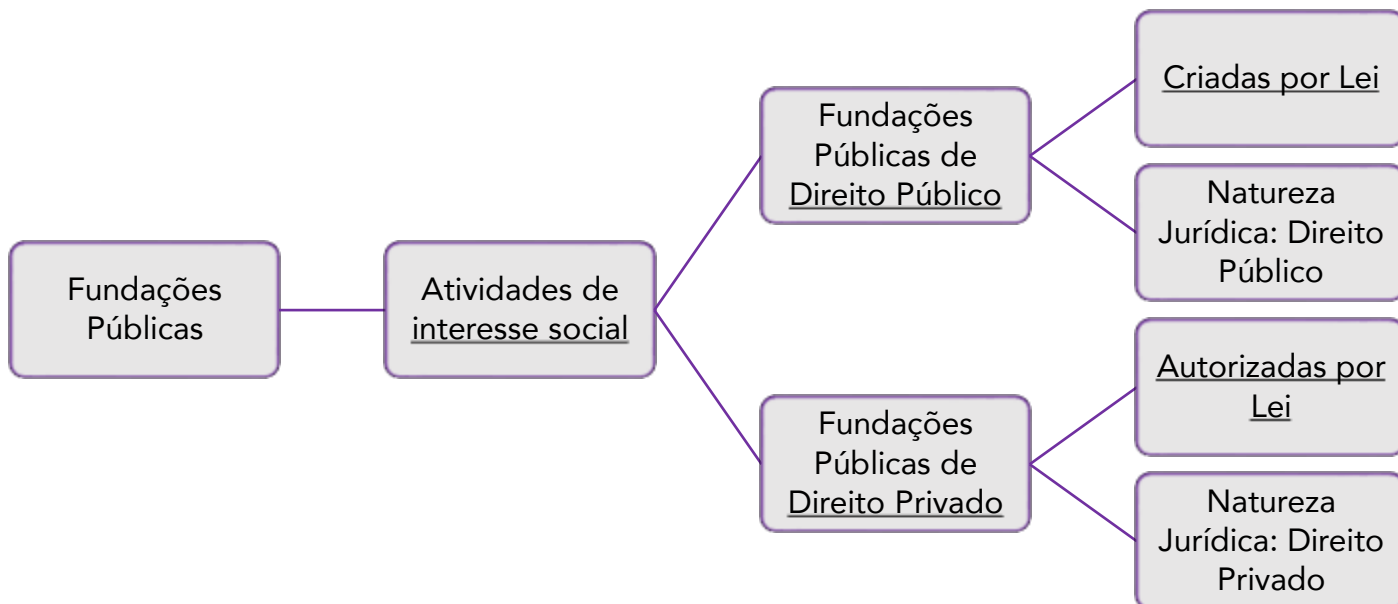 Fundações
Públicas
Atividades de
interesse social
Fundações
Públicas de
Direito Público
Criadas por Lei
Natureza
Jurídica: Direito
Público
Fundações
Públicas de
Direito Privado
Autorizadas por
Lei
Natureza
Jurídica: Direito
Privado